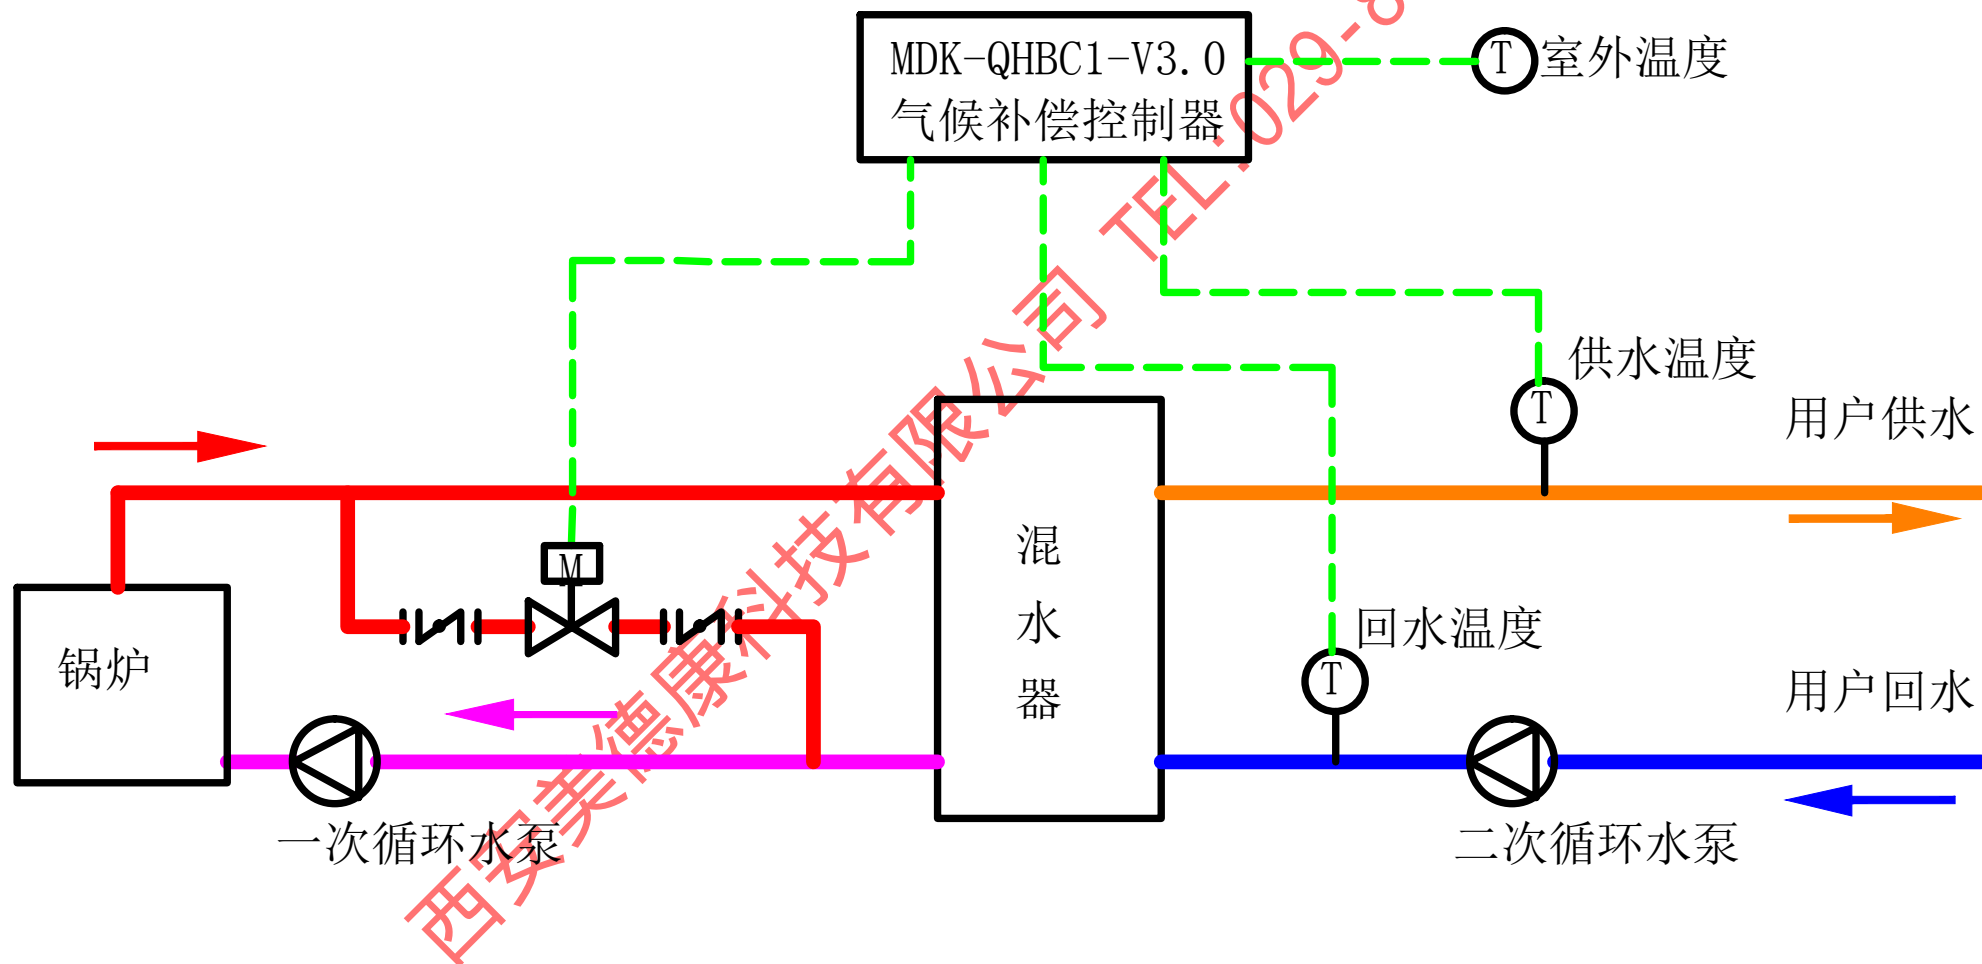 MDK-QHBC1-V3.0
气候补偿控制器
T
室外温度
供水温度
T
用户供水
M
混水器
回水温度
T
锅炉
用户回水
一次循环水泵
二次循环水泵
西安美德康科技有限公司 TEL:029-8